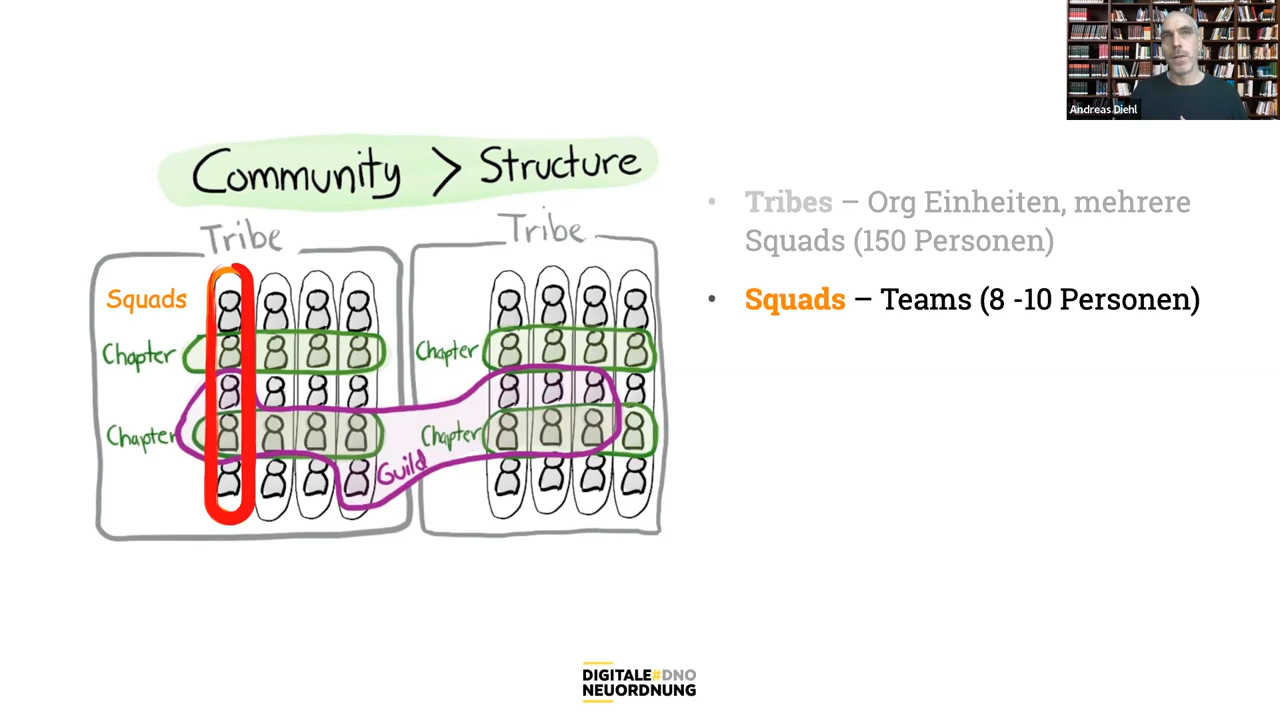 Andreas Diehl
Community > Structure
Tribe
Tribe
Squads
Chapter
Chapter
Chapter
Chapter
Guild
• Tribes – Org Einheiten, mehrere
Squads (150 Personen)
• Squads – Teams (8 -10 Personen)
DIGITALE#DNO
NEUORDNUNG